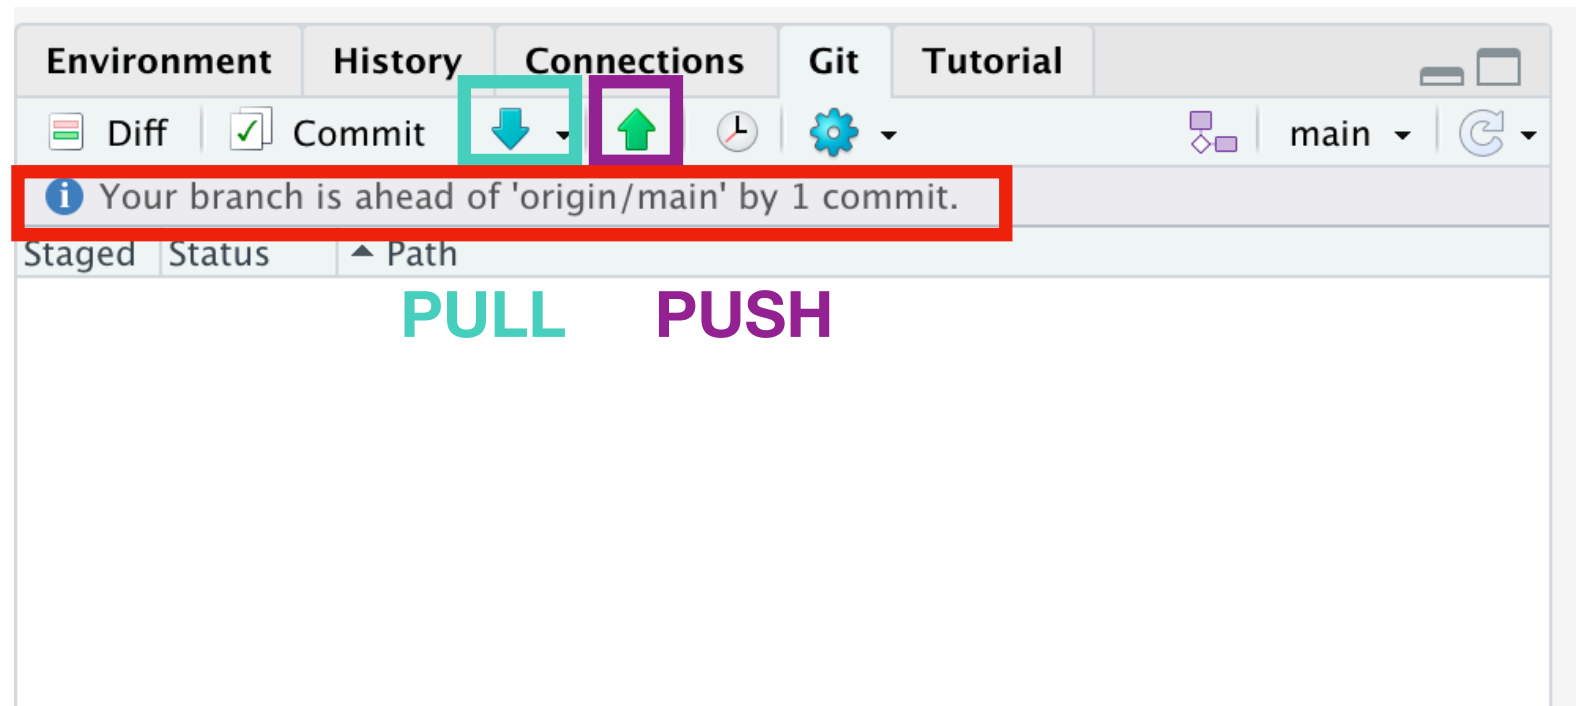 Environment History Connections Git Tutorial
Diff Commit main
Your branch is ahead of 'origin/main' by 1 commit.
Staged Status Path
PULL PUSH